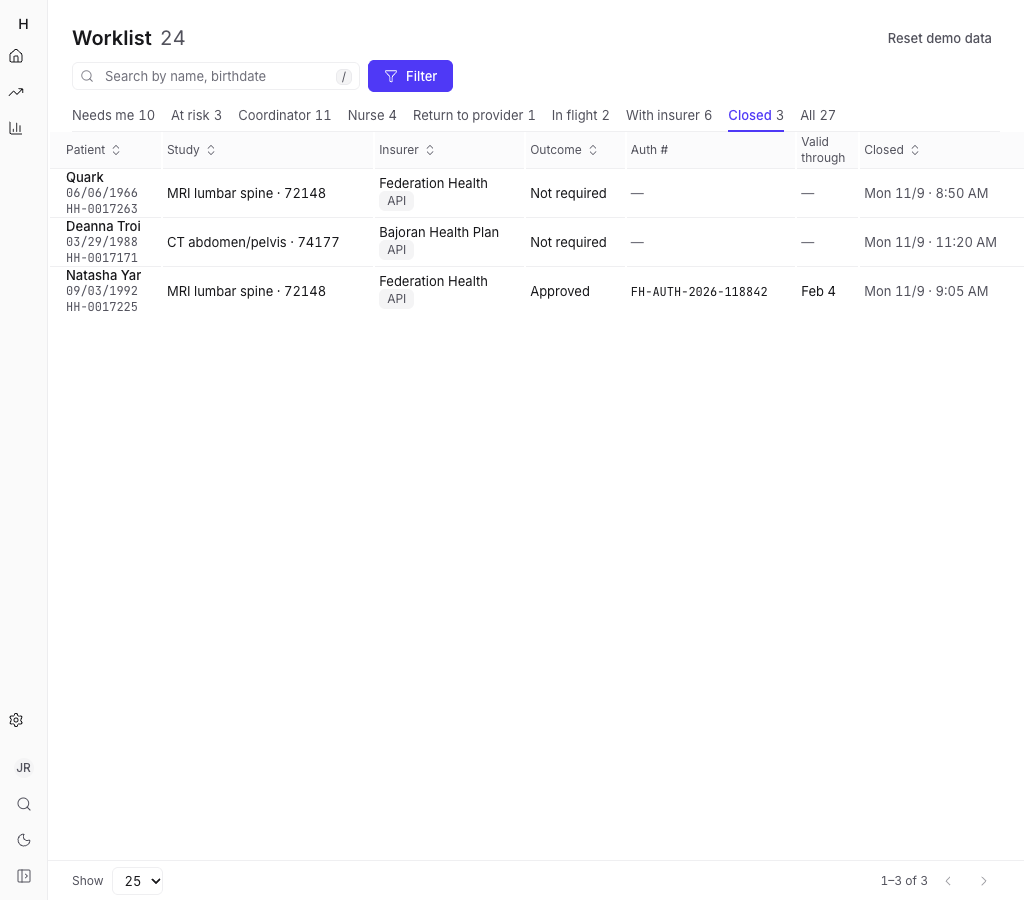 H
Worklist 24
Reset demo data
Search by name, birthdate /
Filter
Needs me 10 At risk 3 Coordinator 11 Nurse 4 Return to provider 1 In flight 2 With insurer 6 Closed 3 All 27
Patient Study Insurer Outcome Auth # Valid through Closed
Quark
06/06/1966
HH-0017263
MRI lumbar spine · 72148
Federation Health
API
Not required
—
—
Mon 11/9 · 8:50 AM
Deanna Troi
03/29/1988
HH-0017171
CT abdomen/pelvis · 74177
Bajoran Health Plan
API
Not required
—
—
Mon 11/9 · 11:20 AM
Natasha Yar
09/03/1992
HH-0017225
MRI lumbar spine · 72148
Federation Health
API
Approved
FH-AUTH-2026-118842
Feb 4
Mon 11/9 · 9:05 AM
JR
Show 25
1–3 of 3